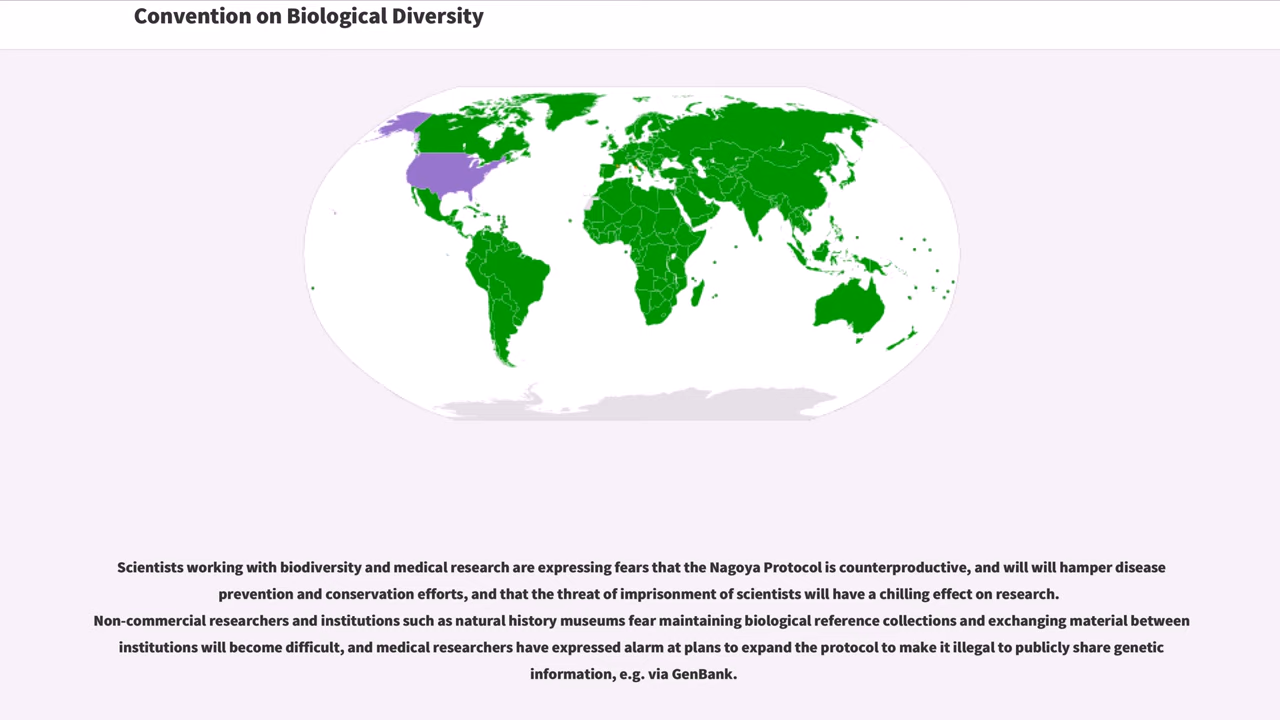 Convention on Biological Diversity
Scientists working with biodiversity and medical research are expressing fears that the Nagoya Protocol is counterproductive, and will will hamper disease
prevention and conservation efforts, and that the threat of imprisonment of scientists will have a chilling effect on research.
Non-commercial researchers and institutions such as natural history museums fear maintaining biological reference collections and exchanging material between
institutions will become difficult, and medical researchers have expressed alarm at plans to expand the protocol to make it illegal to publicly share genetic
information, e.g. via GenBank.